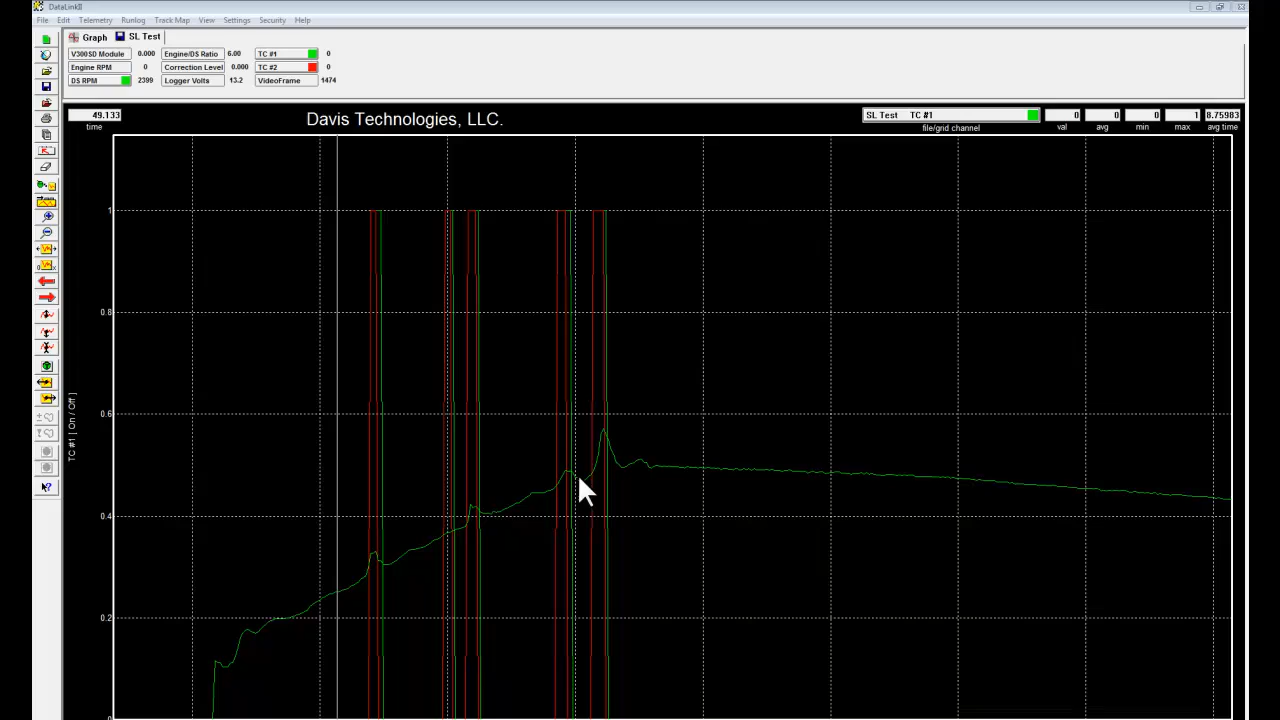 DataLinkII
File Edit Telemetry Runlog Track Map View Settings Security Help
Graph SL Test
V300SD Module 0.000 Engine/DS Ratio 6.00 TC #1 0
Engine RPM 0 Correction Level 0.000 TC #2 0
DS RPM 2399 Logger Volts 13.2 VideoFrame 1474
49.133 Davis Technologies, LLC. SL Test TC #1 0 0 0 1 8.75983
time file/grid channel val avg min max avg time
1
0.8
0.6
TC #1 [ On / Off ]
0.4
0.2
0